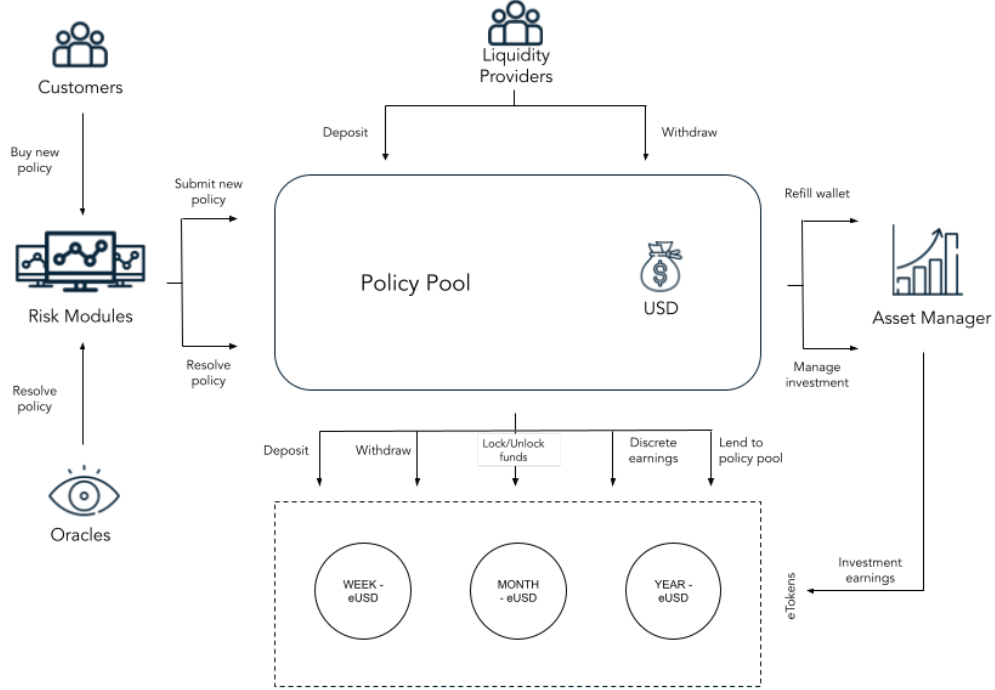 Customers
Liquidity
Providers
Deposit
Withdraw
Buy new
policy
Submit new
policy
Refill wallet
Policy Pool
USD
Risk Modules
Asset Manager
Resolve
policy
Manage
investment
Resolve
policy
Deposit
Withdraw
Lock/Unlock
funds
Discrete
earnings
Lend to
policy pool
Oracles
WEEK -
eUSD
MONTH
- eUSD
YEAR -
eUSD
eTokens
Investment
earnings